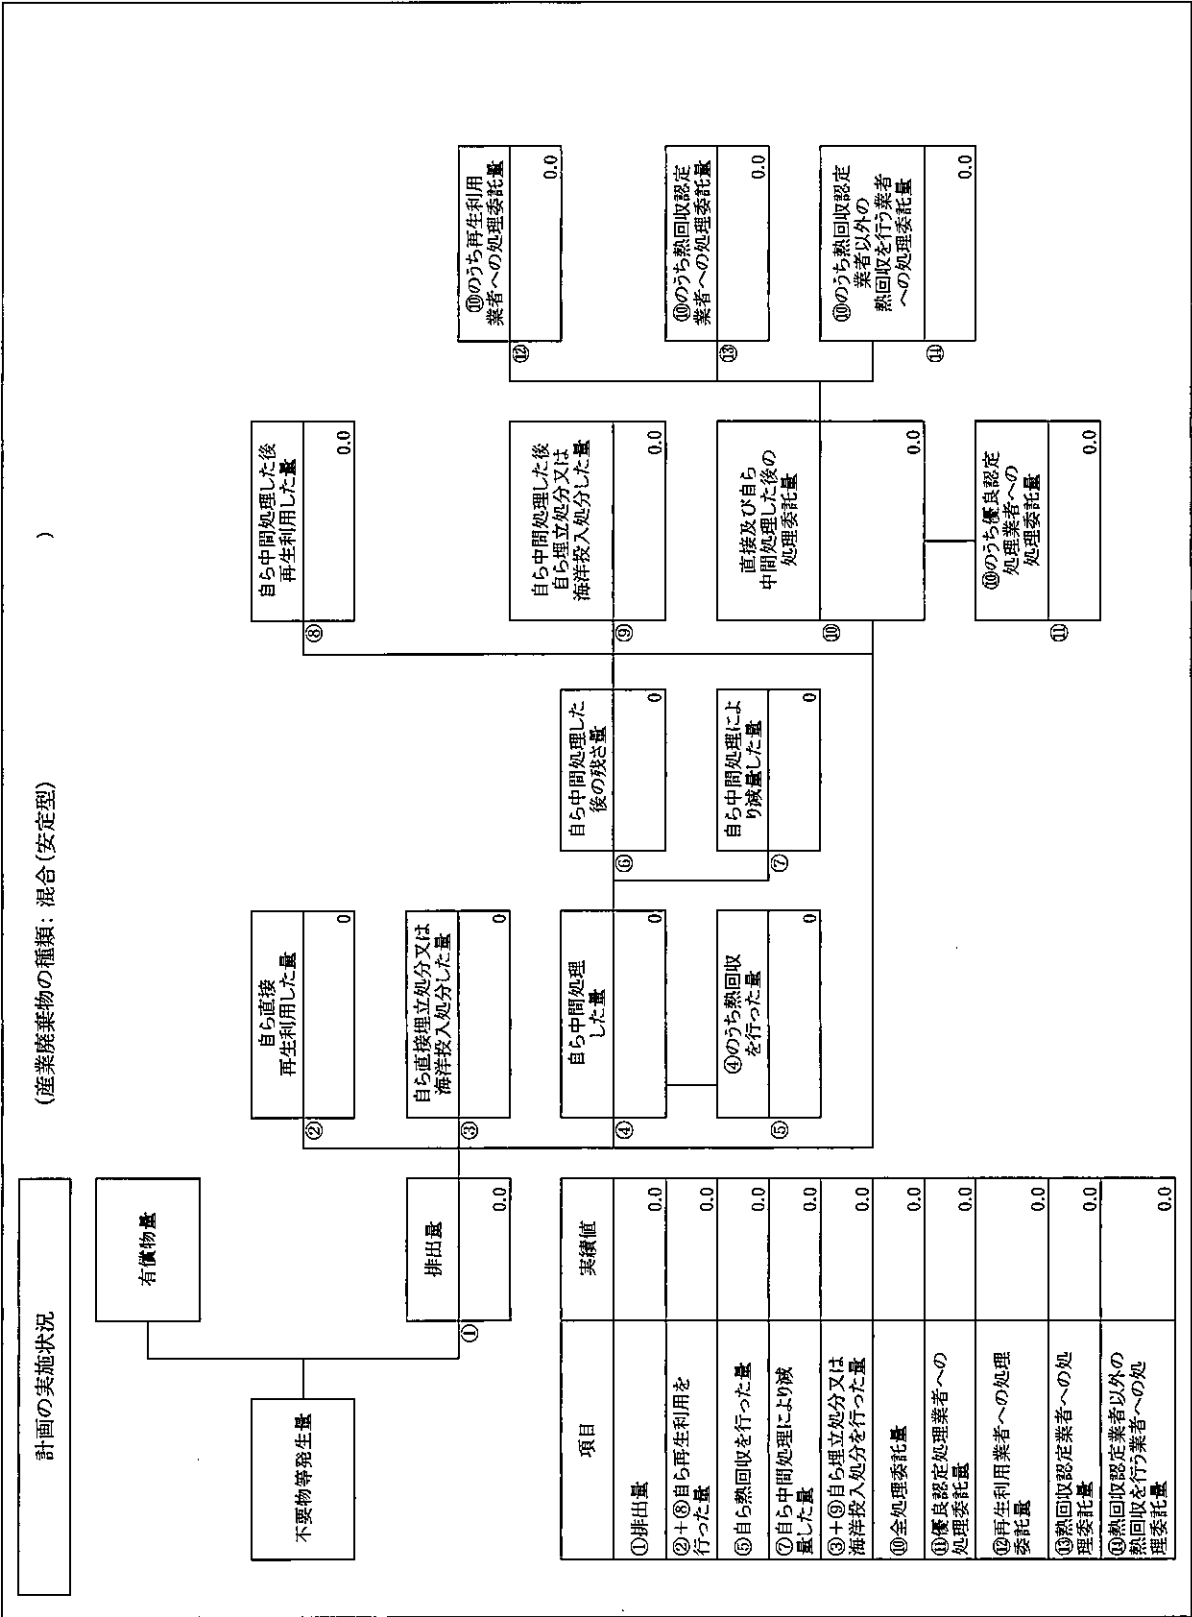 計画の実施状況
(産業廃棄物の種類: 混合(安定型)　　　　　　)
不要物等発生量
有償物量
①
排出量
0.0
②
自ら直接
再生利用した量
0
③
自ら直接埋立処分又は
海洋投入処分した量
0
④
自ら中間処理
した量
0
⑤
④のうち熱回収
を行った量
0
⑥
自ら中間処理した
後の残さ量
0
⑦
自ら中間処理によ
り減量した量
0
⑧
自ら中間処理した後
再生利用した量
0.0
⑨
自ら中間処理した後
自ら埋立処分又は
海洋投入処分した量
0.0
⑩
直接及び自ら
中間処理した後の
処理委託量
0.0
⑪
⑩のうち優良認定
処理業者への
処理委託量
0.0
⑫
⑩のうち再生利用
業者への処理委託量
0.0
⑬
⑩のうち熱回収認定
業者への処理委託量
0.0
⑭
⑩のうち熱回収認定
業者以外の
熱回収を行う業者
への処理委託量
0.0
項目 実績値
①排出量 0.0
②+⑧自ら再生利用を
行った量 0.0
⑤自ら熱回収を行った量 0.0
⑦自ら中間処理により減
量した量 0.0
③+⑨自ら埋立処分又は
海洋投入処分を行った量 0.0
⑩全処理委託量 0.0
⑪優良認定処理業者への
処理委託量 0.0
⑫再生利用業者への処理
委託量 0.0
⑬熱回収認定業者への処
理委託量 0.0
⑭熱回収認定業者以外の
熱回収を行う業者への処
理委託量 0.0